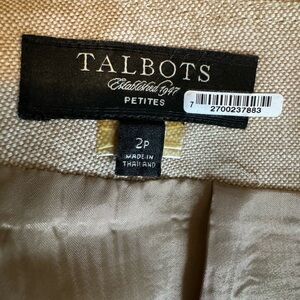 TALBOTS
Established 1947
PETITES
7 2700237883
2P
MADE IN
THAILAND